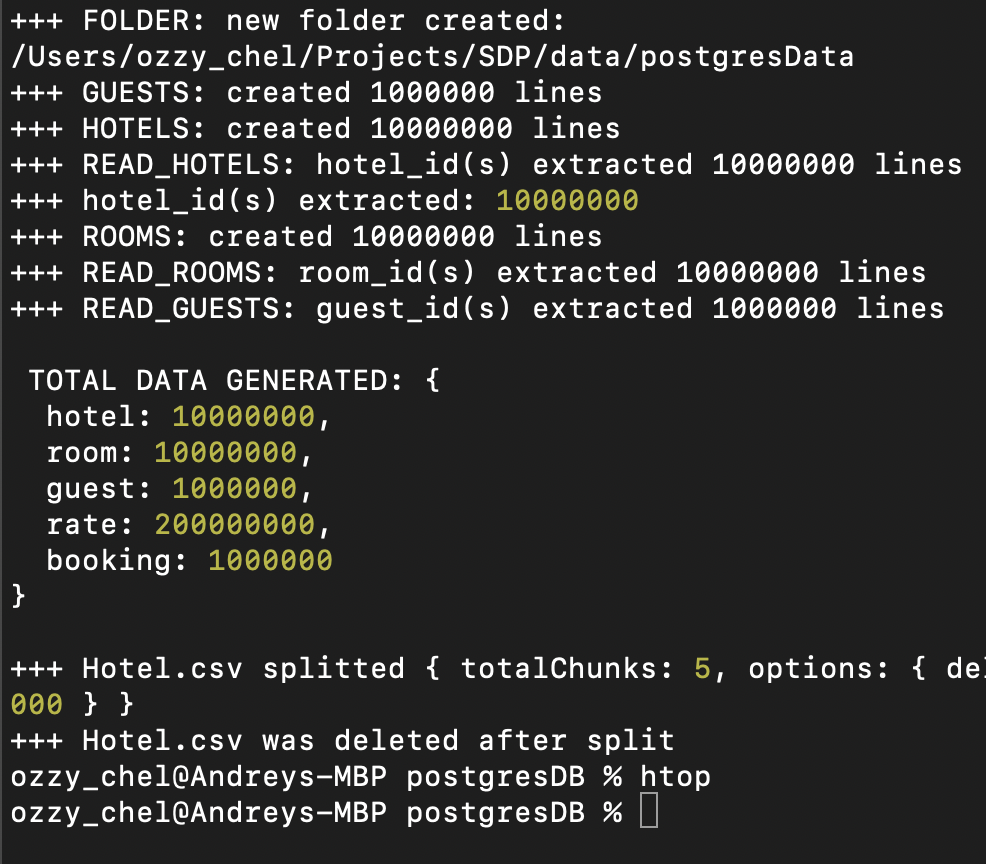 +++ FOLDER: new folder created:
/Users/ozzy_chel/Projects/SDP/data/postgresData
+++ GUESTS: created 1000000 lines
+++ HOTELS: created 10000000 lines
+++ READ_HOTELS: hotel_id(s) extracted 10000000 lines
+++ hotel_id(s) extracted: 10000000
+++ ROOMS: created 10000000 lines
+++ READ_ROOMS: room_id(s) extracted 10000000 lines
+++ READ_GUESTS: guest_id(s) extracted 1000000 lines
TOTAL DATA GENERATED: {
hotel: 10000000,
room: 10000000,
guest: 1000000,
rate: 200000000,
booking: 1000000
}
+++ Hotel.csv splitted { totalChunks: 5, options: { de
000 } }
+++ Hotel.csv was deleted after split
ozzy_chel@Andreys-MBP postgresDB % htop
ozzy_chel@Andreys-MBP postgresDB %